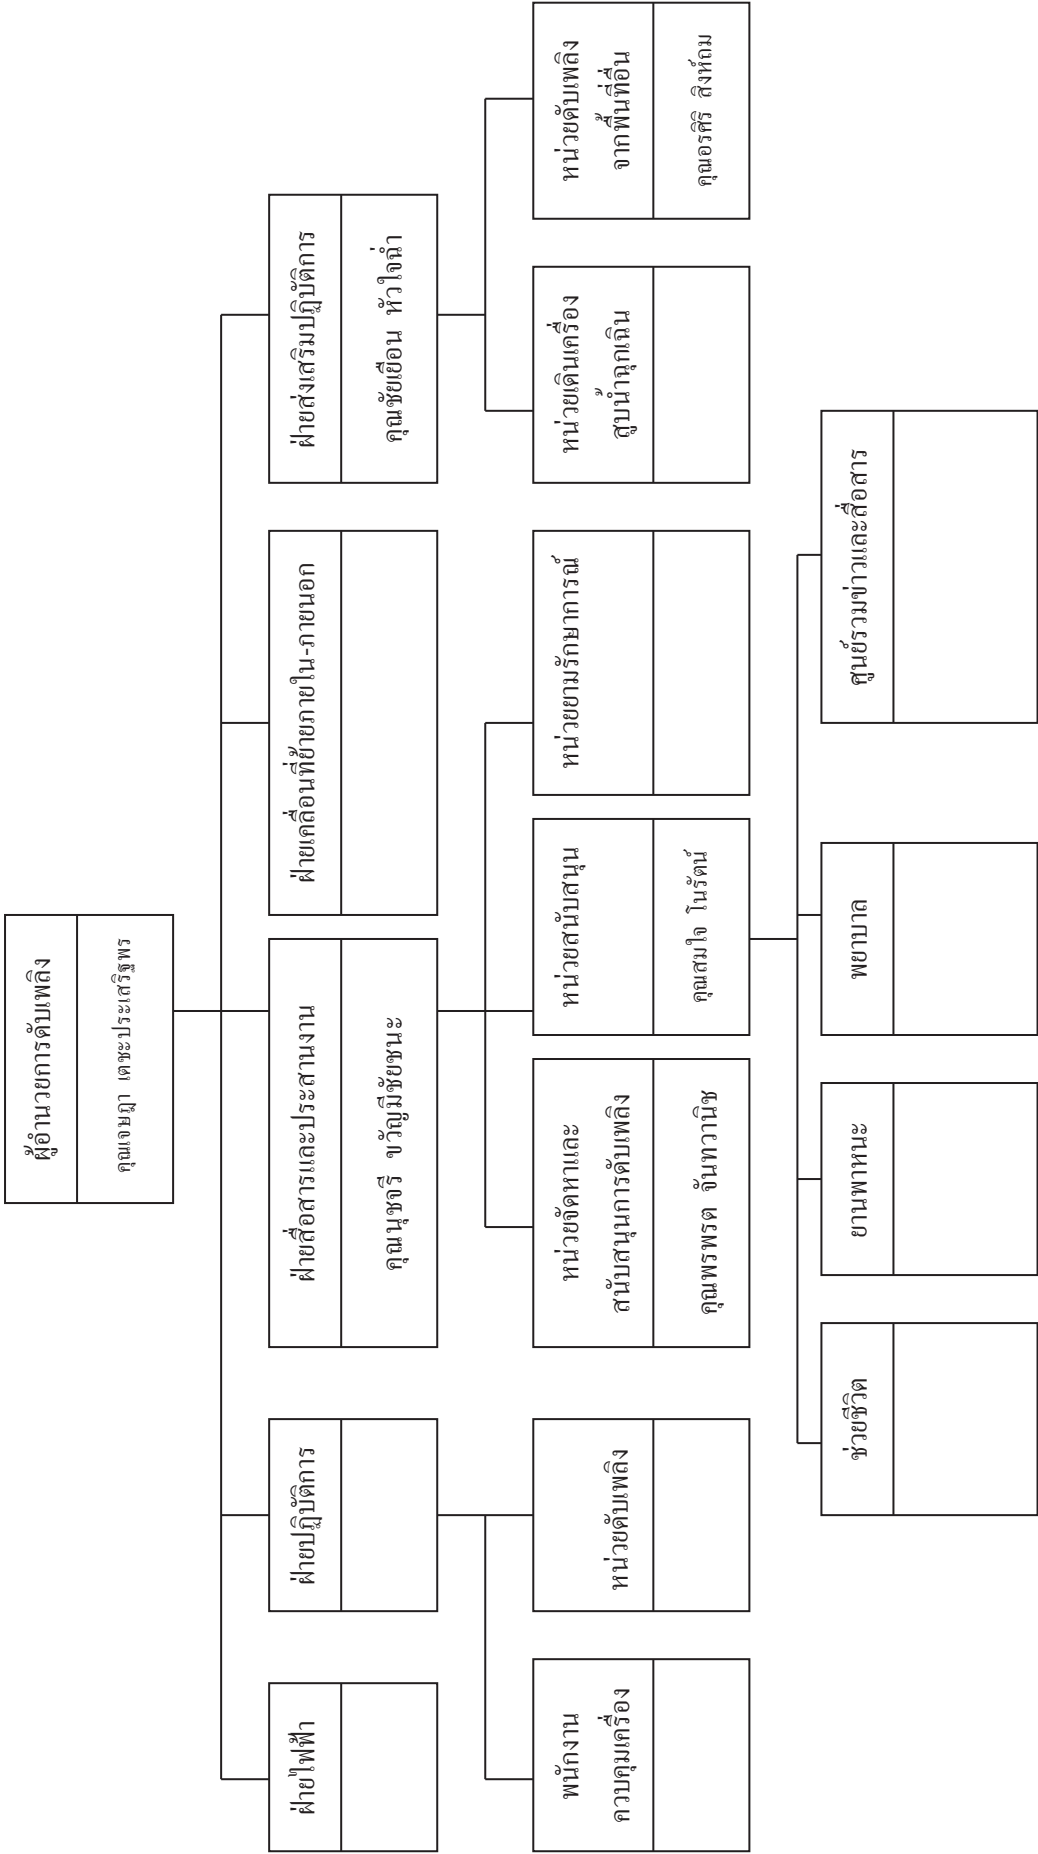 ผู้อำนวยการดับเพลิง
คุณเจษฎา เตชะประเสริฐพร
ฝ่ายไฟฟ้า
ฝ่ายปฏิบัติการ
ฝ่ายสื่อสารและประสานงาน
คุณนุชจรี ขวัญมีชัยชนะ
ฝ่ายเคลื่อนที่ย้ายภายใน-ภายนอก
ฝ่ายส่งเสริมปฏิบัติการ
คุณชัยเยือน หัวใจฉ่ำ
พนักงาน
ควบคุมเครื่อง
หน่วยดับเพลิง
หน่วยจัดหาและ
สนับสนุนการดับเพลิง
คุณพรพรต จันทวานิช
หน่วยสนับสนุน
คุณสมใจ โนรัตน์
หน่วยยามรักษาการณ์
หน่วยเดินเครื่อง
สูบน้ำฉุกเฉิน
หน่วยดับเพลิง
จากพื้นที่อื่น
คุณอรศิริ สิงห์ถม
ช่วยชีวิต
ยานพาหนะ
พยาบาล
ศูนย์รวมข่าวและสื่อสาร